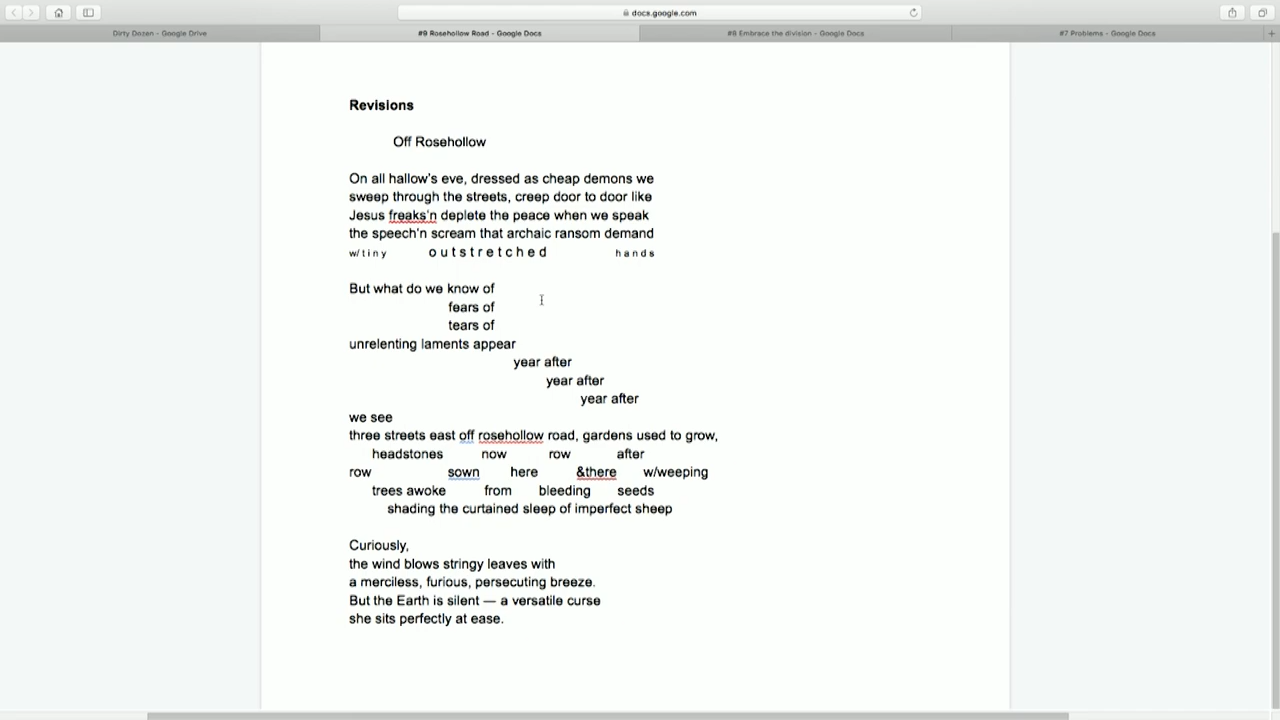 docs.google.com
Dirty Dozen - Google Drive
#9 Rosehollow Road - Google Docs
#8 Embrace the division - Google Docs
#7 Problems - Google Docs
Revisions
Off Rosehollow
On all hallow's eve, dressed as cheap demons we
sweep through the streets, creep door to door like
Jesus freaks'n deplete the peace when we speak
the speech'n scream that archaic ransom demand
w/tiny outstretched hands
But what do we know of
fears of
tears of
unrelenting laments appear
year after
year after
year after
we see
three streets east off rosehollow road, gardens used to grow,
headstones now row after
row sown here &there w/weeping
trees awoke from bleeding seeds
shading the curtained sleep of imperfect sheep
Curiously,
the wind blows stringy leaves with
a merciless, furious, persecuting breeze.
But the Earth is silent — a versatile curse
she sits perfectly at ease.